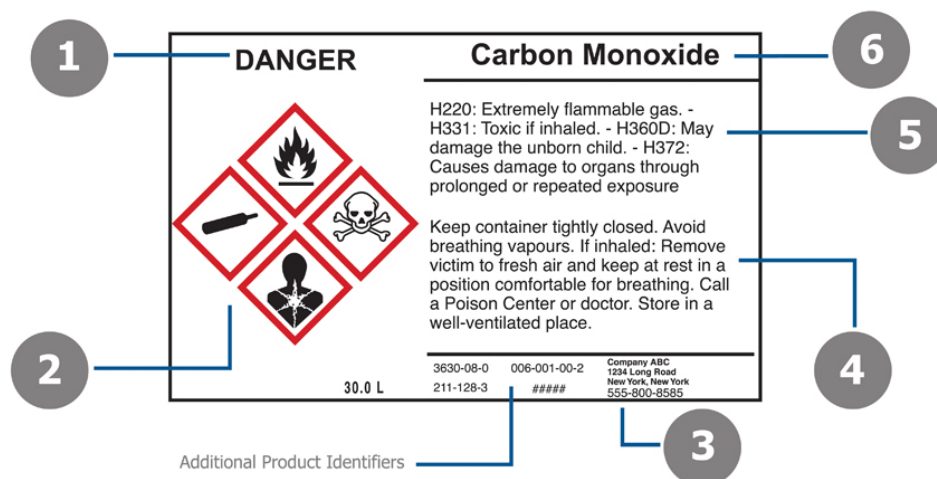 1
DANGER
Carbon Monoxide
6
H220: Extremely flammable gas. -
H331: Toxic if inhaled. - H360D: May
damage the unborn child. - H372:
Causes damage to organs through
prolonged or repeated exposure
5
Keep container tightly closed. Avoid
breathing vapours. If inhaled: Remove
victim to fresh air and keep at rest in a
position comfortable for breathing. Call
a Poison Center or doctor. Store in a
well-ventilated place.
4
2
30.0 L
3630-08-0 006-001-00-2
211-128-3 #####
Company ABC
1234 Long Road
New York, New York
555-800-8585
3
Additional Product Identifiers